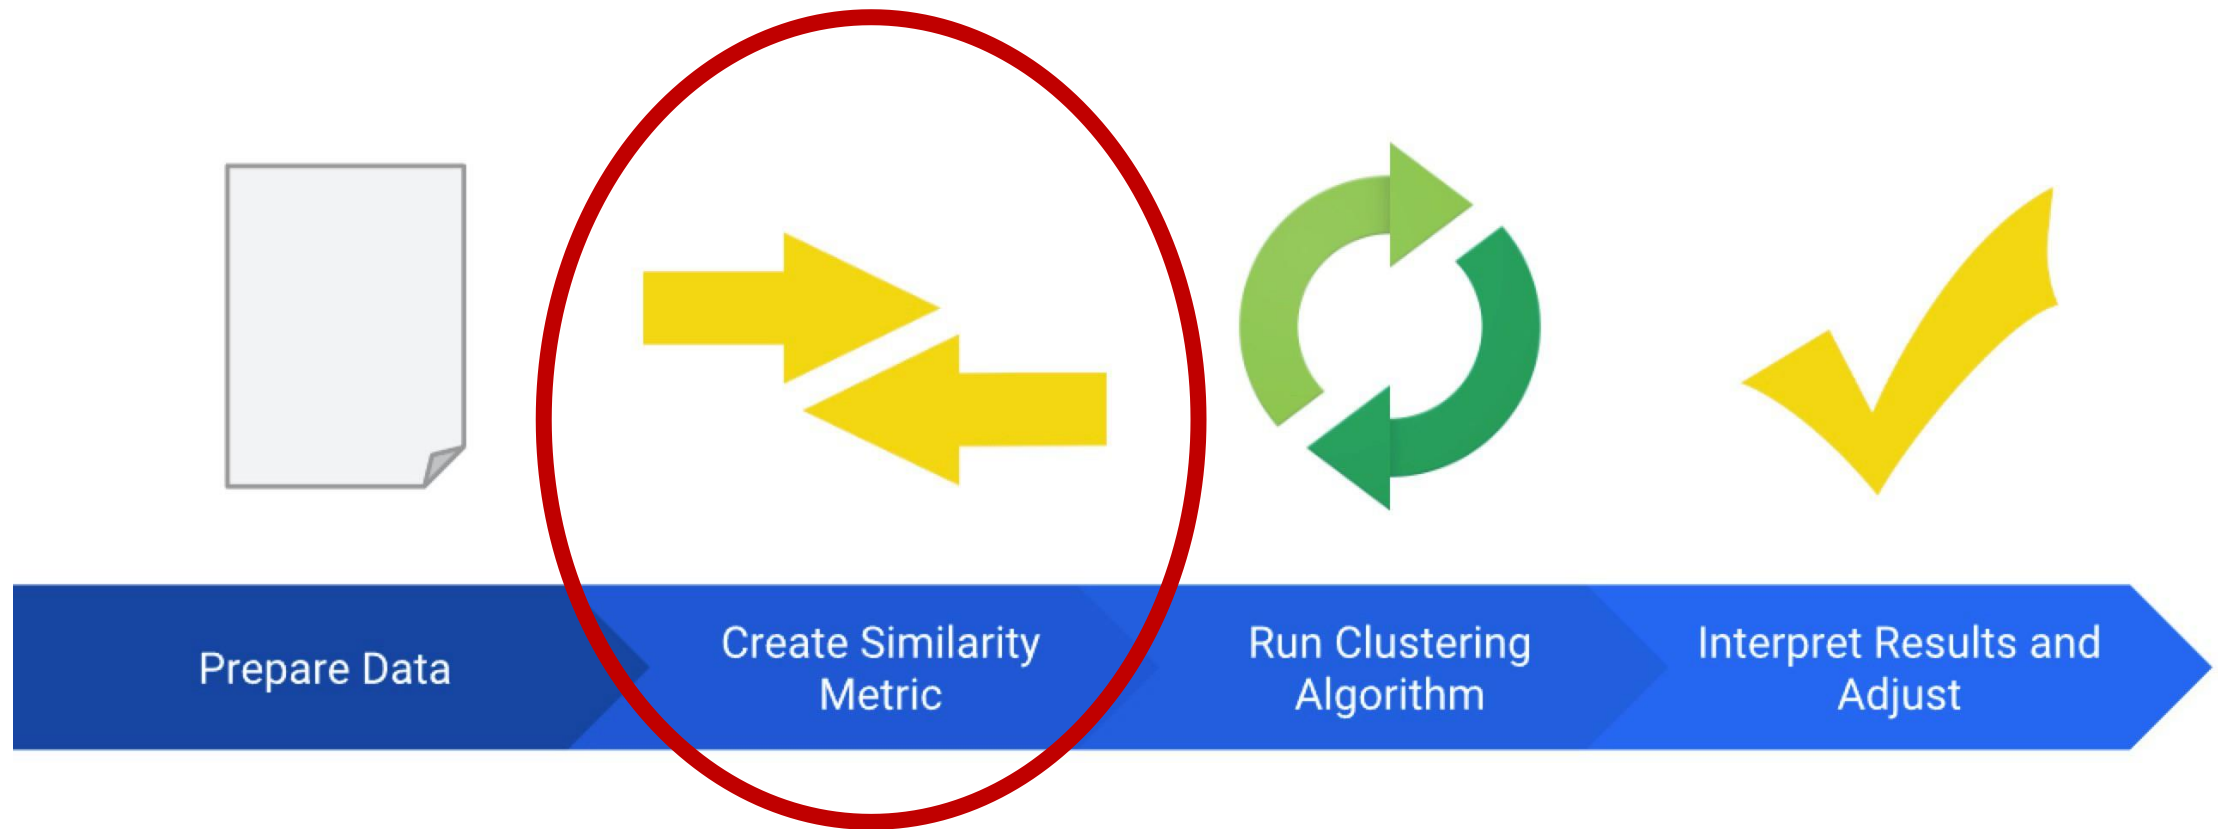 Prepare Data
Create Similarity
Metric
Run Clustering
Algorithm
Interpret Results and
Adjust